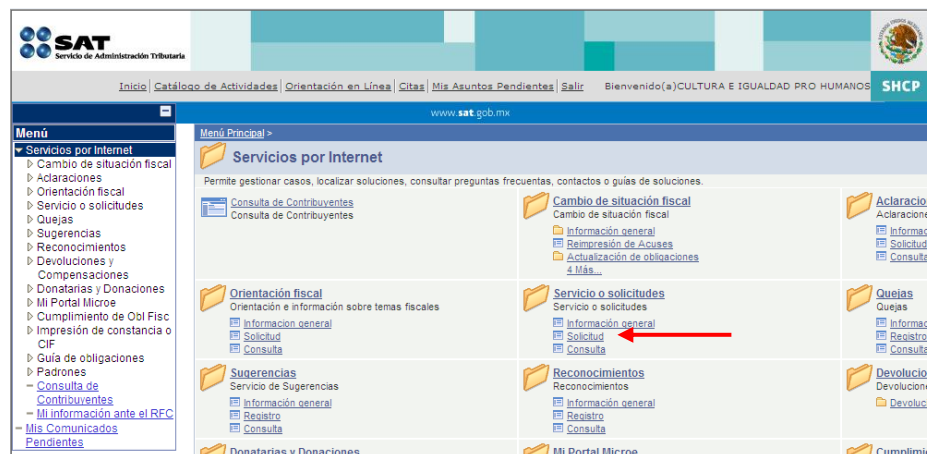 SAT
Servicio de Administración Tributaria
Inicio| Catálogo de Actividades| Orientación en Línea| Citas| Mis Asuntos Pendientes| Salir Bienvenido(a)CULTURA E IGUALDAD PRO HUMANOS
SHCP
www.sat.gob.mx
Menú
Servicios por Internet
Cambio de situación fiscal
Aclaraciones
Orientación fiscal
Servicio o solicitudes
Quejas
Sugerencias
Reconocimientos
Devoluciones y
Compensaciones
Donatarias y Donaciones
Mi Portal Microe
Cumplimiento de Obl Fisc
Impresión de constancia o
CIF
Guía de obligaciones
Padrones
Consulta de
Contribuyentes
Mi información ante el RFC
Mis Comunicados
Pendientes
Menú Principal >
Servicios por Internet
Permite gestionar casos, localizar soluciones, consultar preguntas frecuentas, contactos o guías de soluciones.
Consulta de Contribuyentes
Consulta de Contribuyentes
Cambio de situación fiscal
Cambio de situación fiscal
Información general
Reimpresión de Acuses
Actualización de obligaciones
4 Más...
Aclaracio
Aclaracione
Informac
Solicitud
Consulta
Orientación fiscal
Orientación e información sobre temas fiscales
Informacion general
Solicitud
Consulta
Servicio o solicitudes
Servicio o solicitudes
Información general
Solicitud
Consulta
Quejas
Quejas
Informac
Registro
Consulta
Sugerencias
Servicio de Sugerencias
Información general
Registro
Consulta
Reconocimientos
Reconocimientos
Información general
Registro
Consulta
Devolucio
Devolucione
Devoluc
Donatarias y Donaciones
Mi Portal Microe
Cumplimie